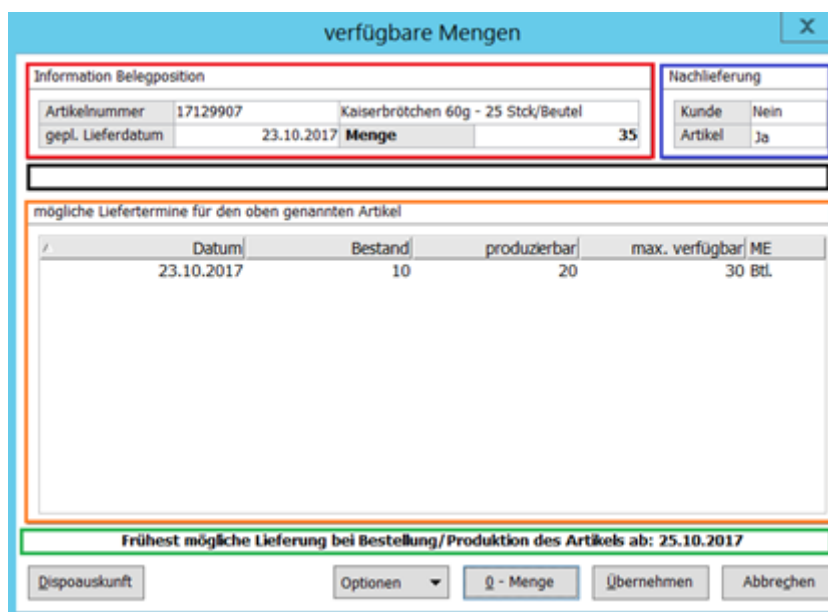 verfügbare Mengen
X
Information Belegposition
Nachlieferung
Artikelnummer 17129907 Kaiserbrötchen 60g - 25 Stck/Beutel
Kunde Nein
gepl. Lieferdatum 23.10.2017 Menge 35
Artikel Ja
mögliche Liefertermine für den oben genannten Artikel
Datum Bestand produzierbar max. verfügbar ME
23.10.2017 10 20 30 Btl.
Frühest mögliche Lieferung bei Bestellung/Produktion des Artikels ab: 25.10.2017
Dispoauskunft Optionen 0 - Menge Übernehmen Abbrechen